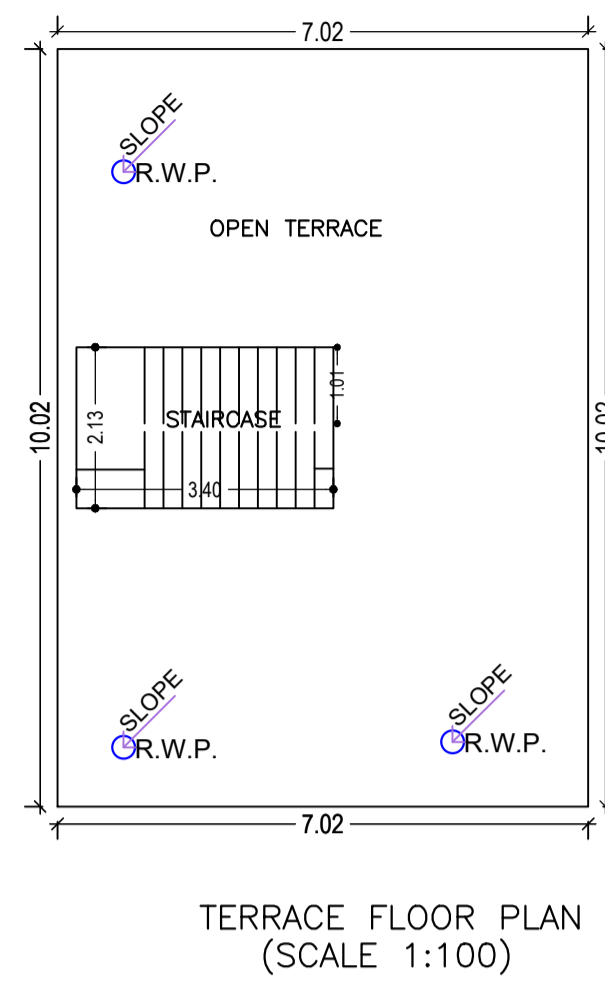 7.02
SLOPE
R.W.P.
OPEN TERRACE
10.02
10.02
2.13
STAIRCASE
1.01
3.40
SLOPE
R.W.P.
SLOPE
R.W.P.
7.02
TERRACE FLOOR PLAN
(SCALE 1:100)